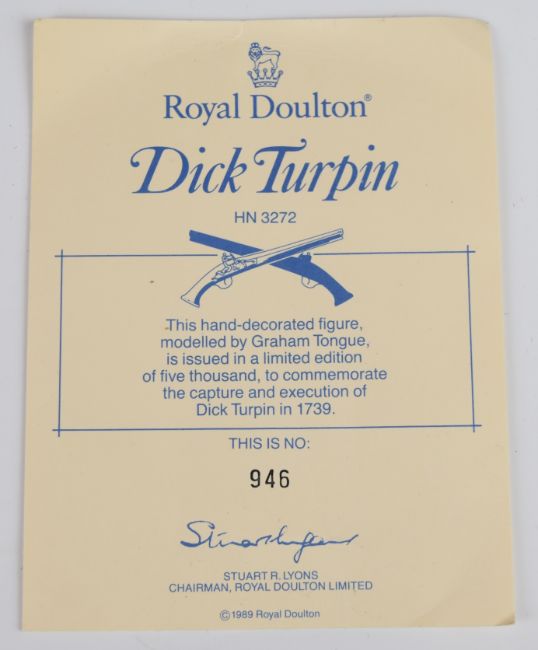 Royal Doulton®
Dick Turpin
HN 3272
This hand-decorated figure,
modelled by Graham Tongue,
is issued in a limited edition
of five thousand, to commemorate
the capture and execution of
Dick Turpin in 1739.
THIS IS NO:
946
STUART R. LYONS
CHAIRMAN, ROYAL DOULTON LIMITED
© 1989 Royal Doulton